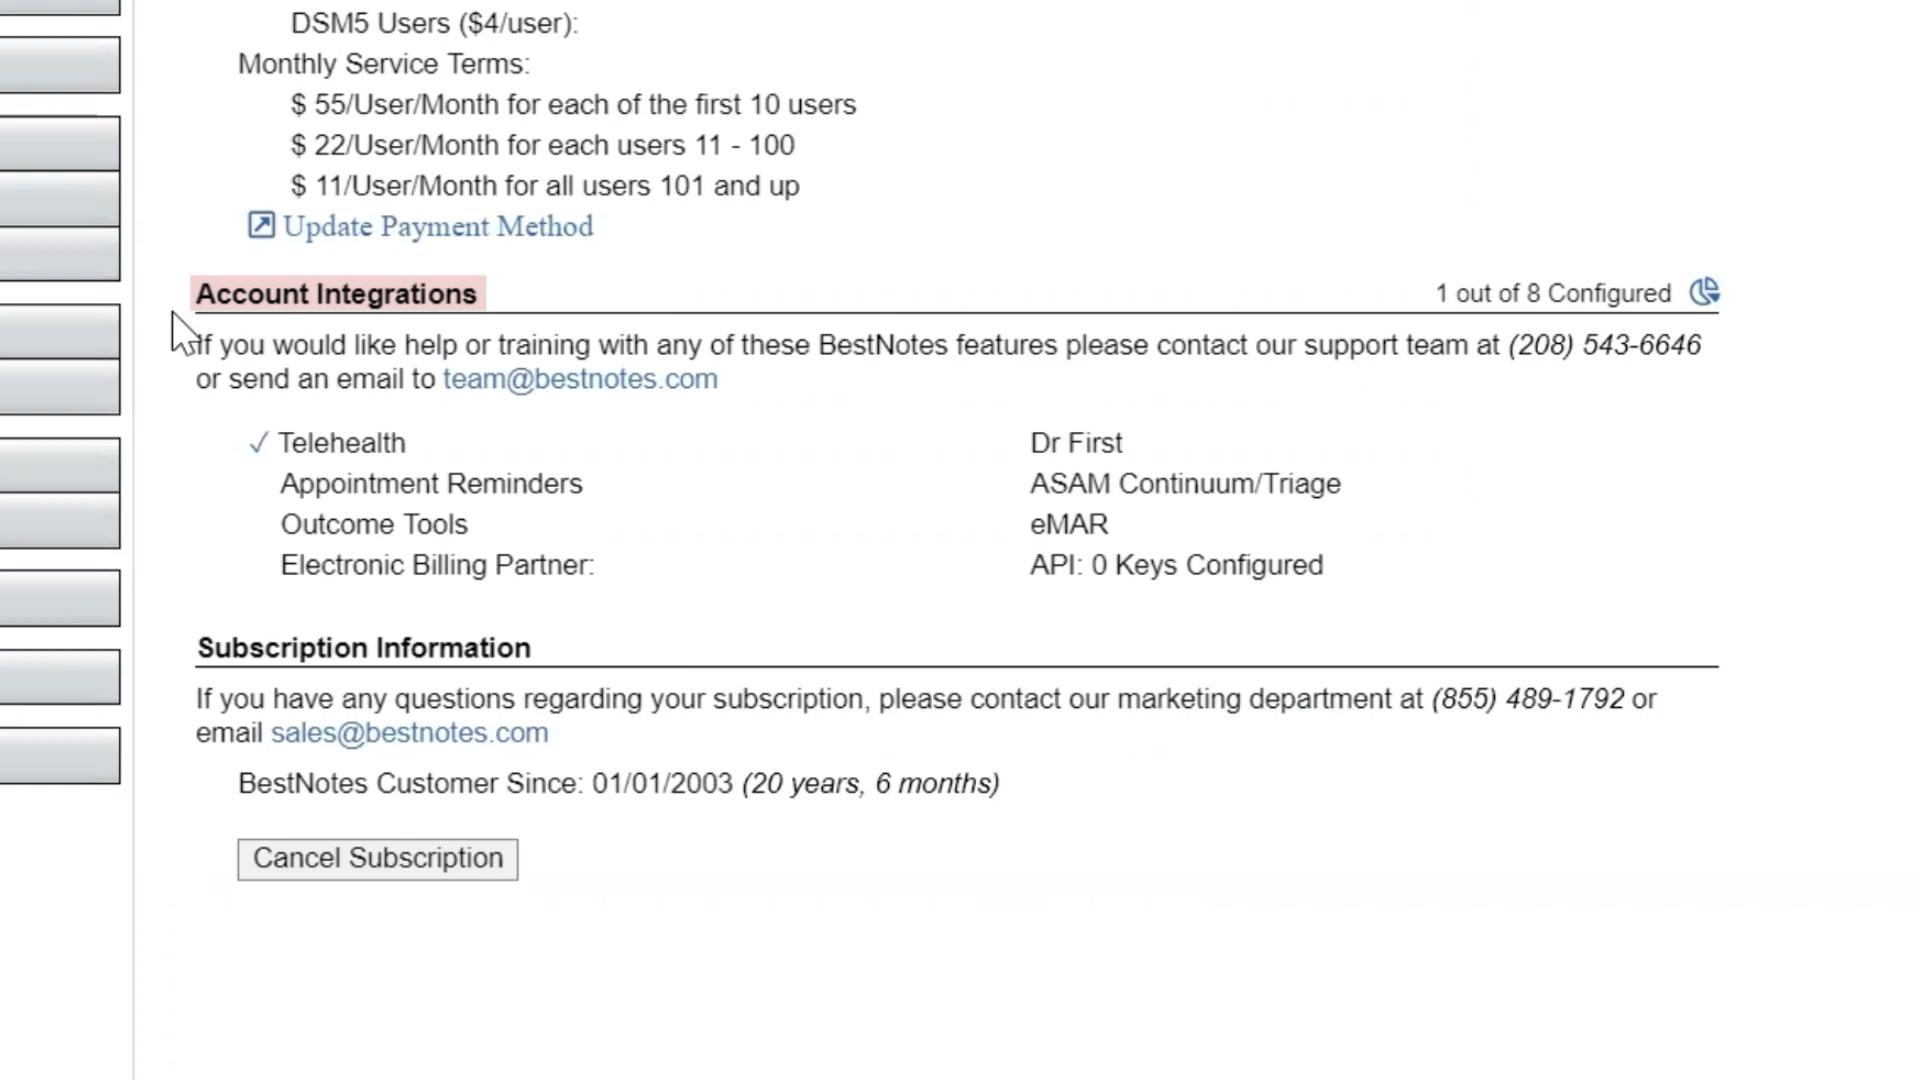 DSM5 Users ($4/user):
Monthly Service Terms:
$ 55/User/Month for each of the first 10 users
$ 22/User/Month for each users 11 - 100
$ 11/User/Month for all users 101 and up
Update Payment Method
Account Integrations
1 out of 8 Configured
If you would like help or training with any of these BestNotes features please contact our support team at (208) 543-6646
or send an email to team@bestnotes.com
✓ Telehealth
Dr First
Appointment Reminders
ASAM Continuum/Triage
Outcome Tools
eMAR
Electronic Billing Partner:
API: 0 Keys Configured
Subscription Information
If you have any questions regarding your subscription, please contact our marketing department at (855) 489-1792 or
email sales@bestnotes.com
BestNotes Customer Since: 01/01/2003 (20 years, 6 months)
Cancel Subscription